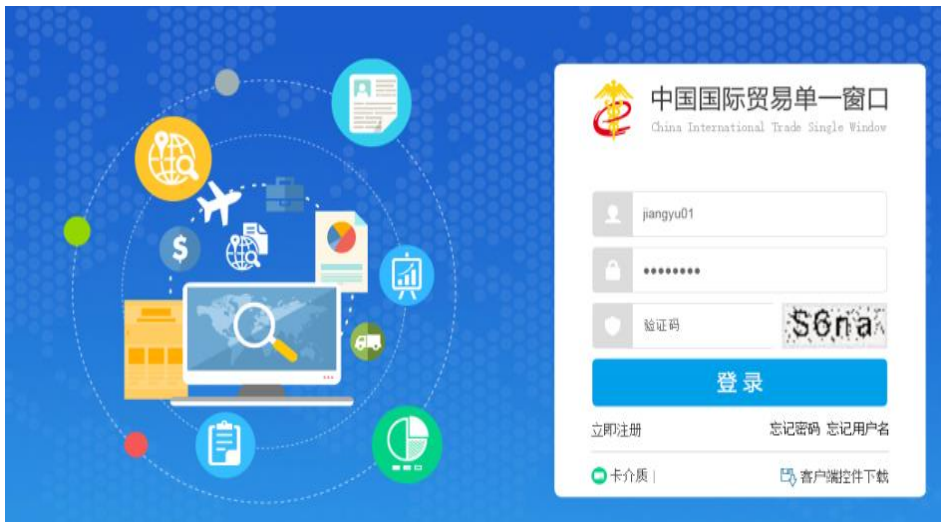 中国国际贸易单一窗口
China International Trade Single Window
jiangyu01
••••••••
验证码 S6na
登录
立即注册 忘记密码 忘记用户名
卡介质 | 客户端控件下载
$